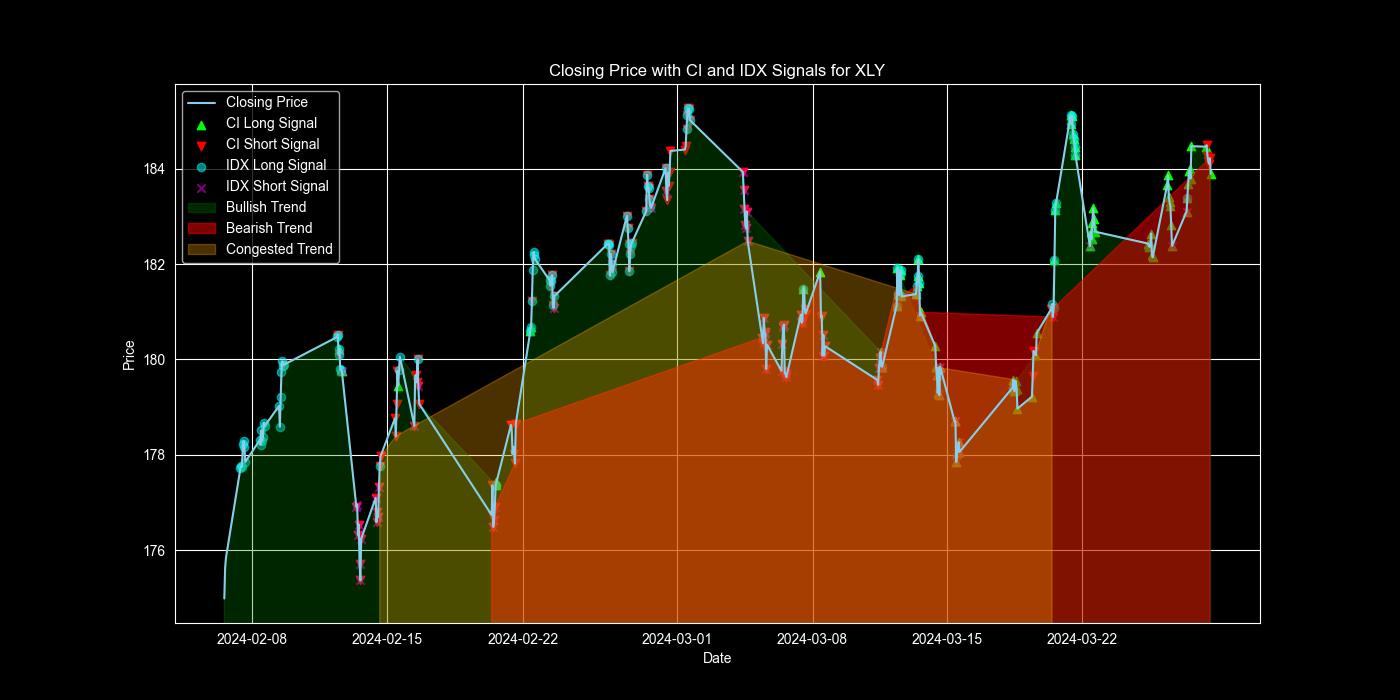 Closing Price with CI and IDX Signals for XLY
Closing Price
CI Long Signal
CI Short Signal
IDX Long Signal
IDX Short Signal
Bullish Trend
Bearish Trend
Congested Trend
184
182
180
178
176
Price
2024-02-08 2024-02-15 2024-02-22 2024-03-01 2024-03-08 2024-03-15 2024-03-22
Date